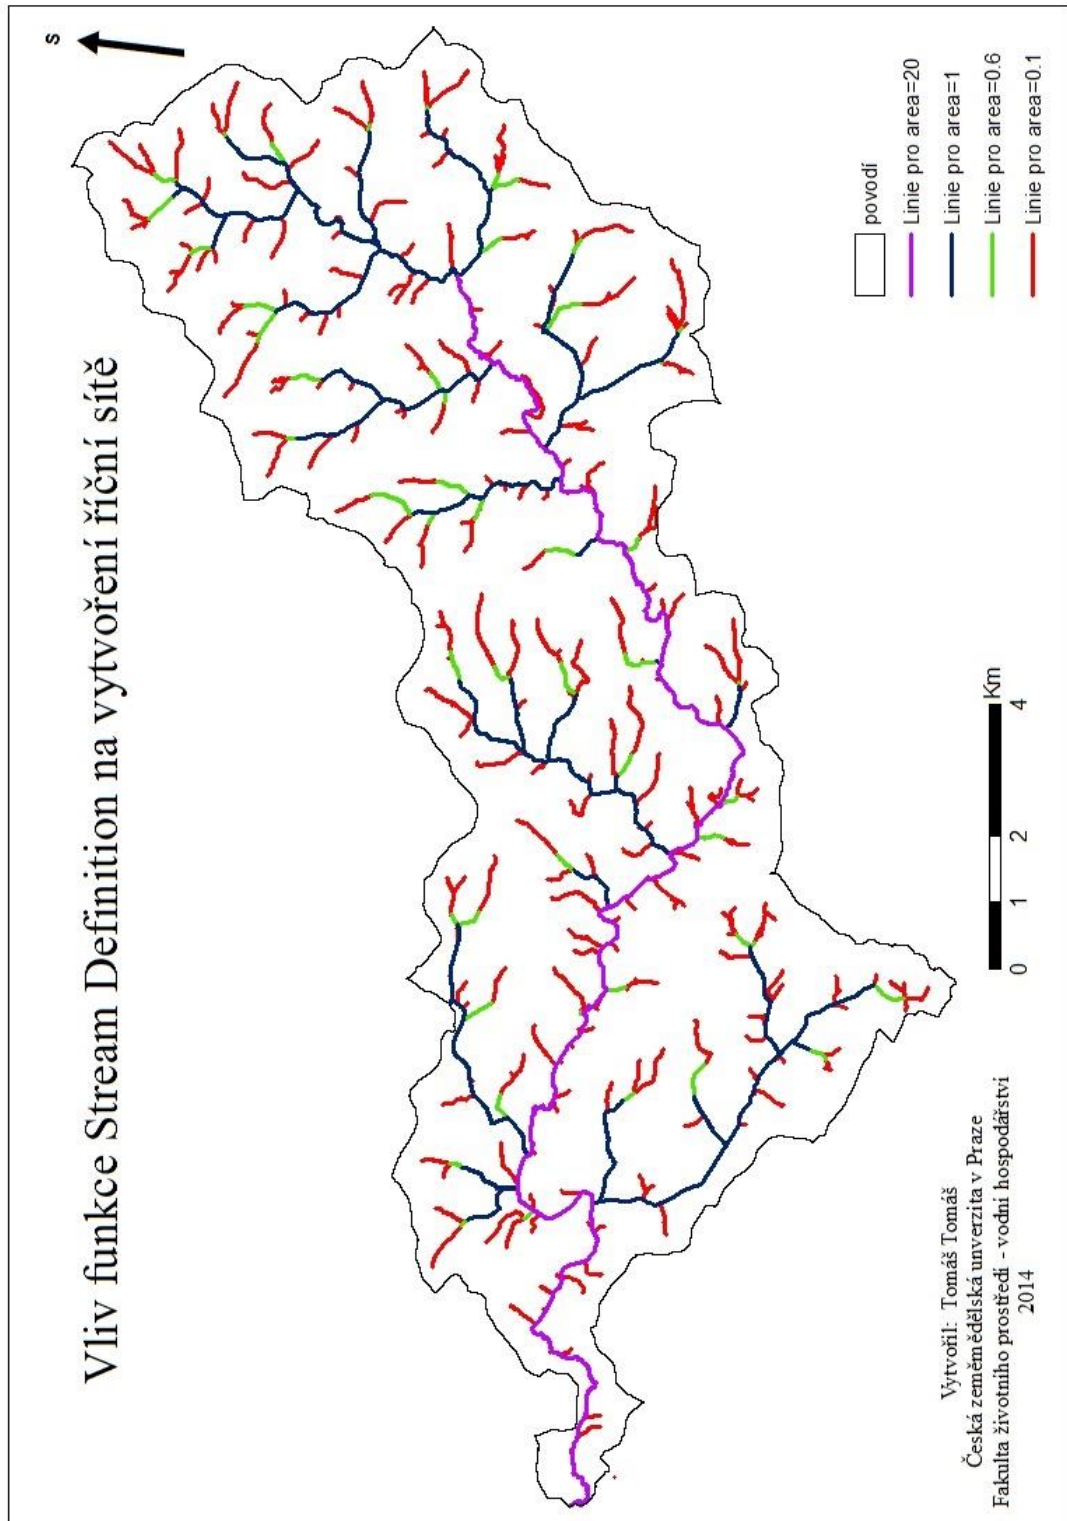 Vliv funkce Stream Definition na vytvoření říční sítě
S
povodí
Linie pro area=20
Linie pro area=1
Linie pro area=0.6
Linie pro area=0.1
0 1 2 4
Km
Vytvořil: Tomáš Tomáš
Česká zeměmědělská unverzita v Praze
Fakulta životního prostředí - vodní hospodářství
2014